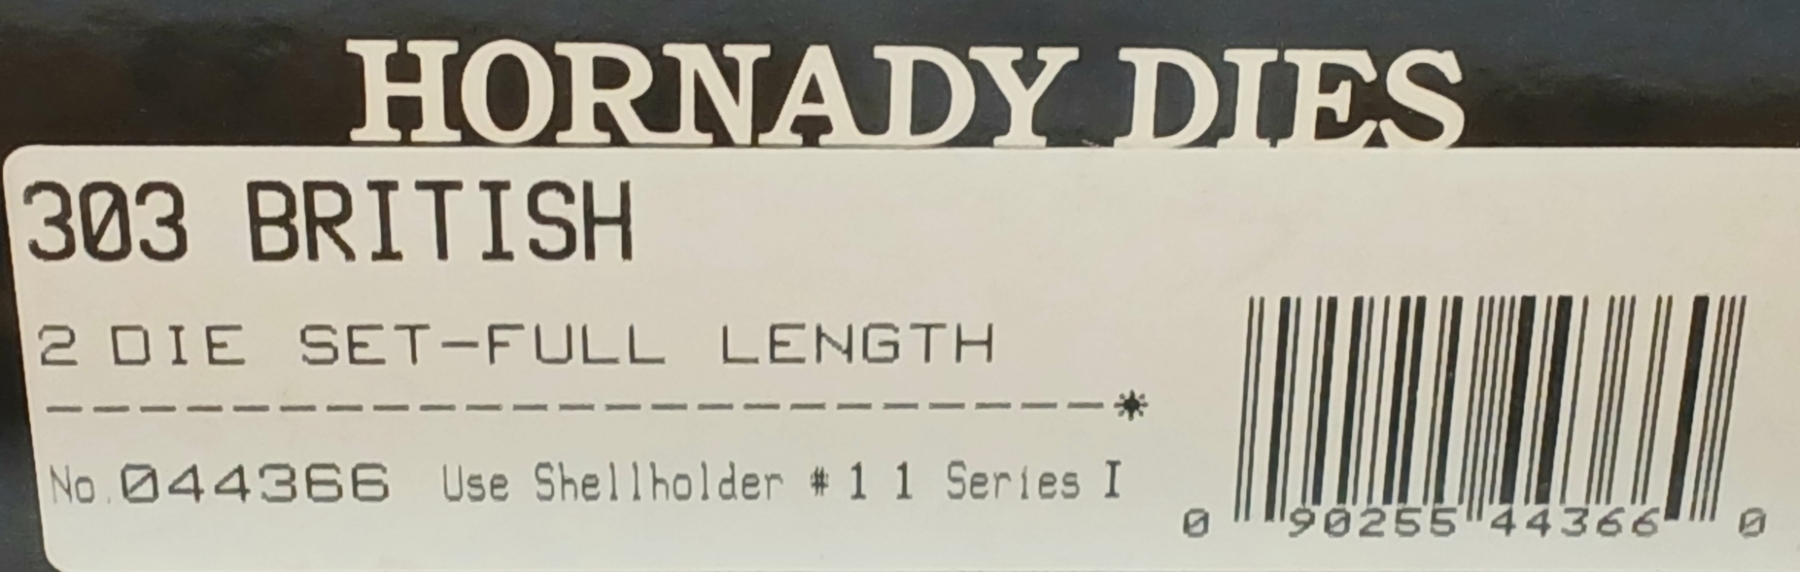 HORNADY DIES
303 BRITISH
2 DIE SET-FULL LENGTH
------------------------*
No. 044366 Use Shellholder # 1 1 Series I
0 90255 44366 0